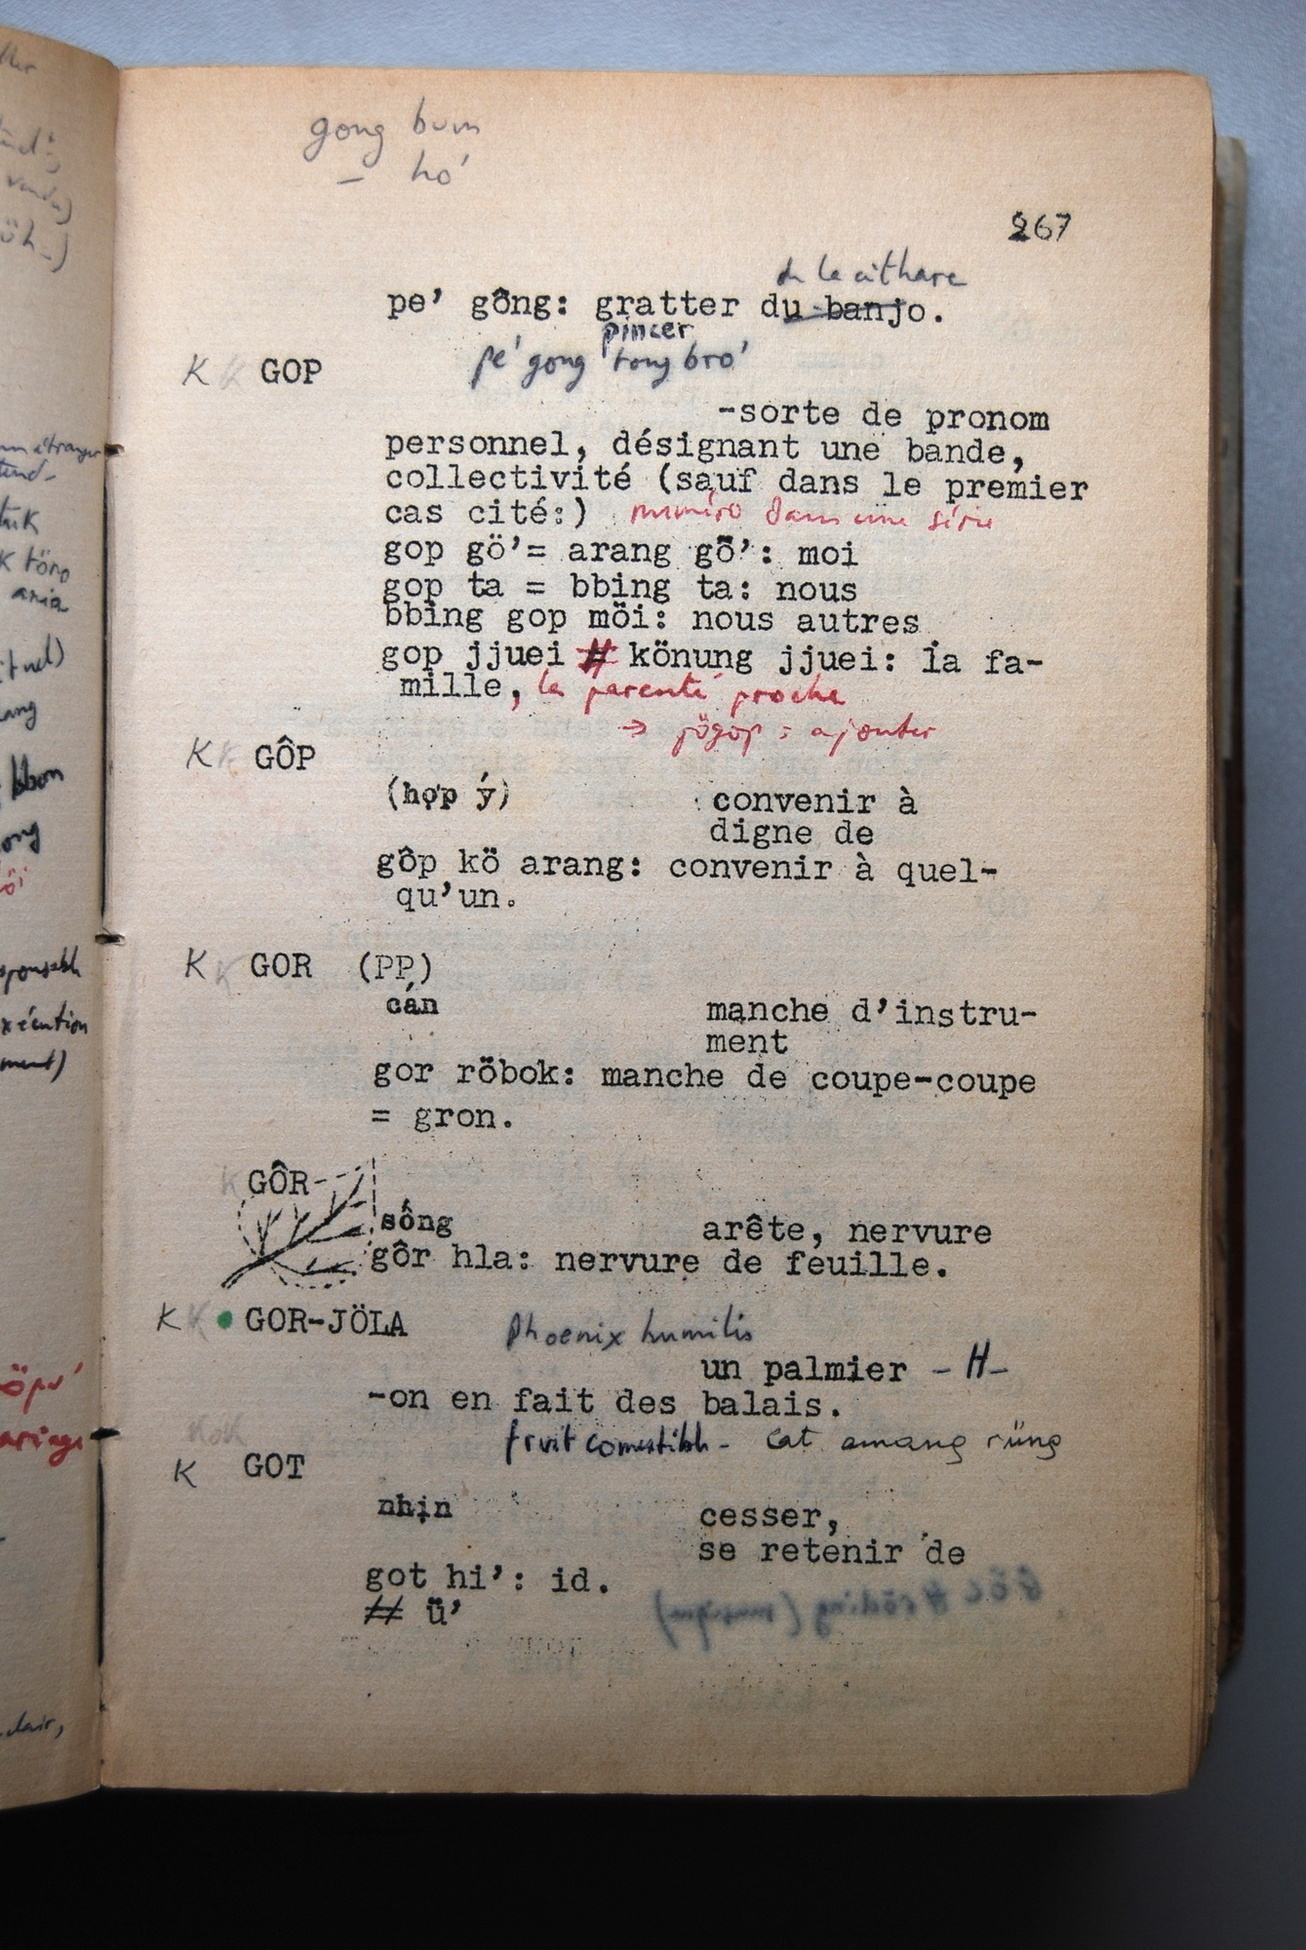 gong bum
– hó
267
de la cithare
pe' gông: gratter du banjo.
pincer
K K GOP pé gong tong bró
-sorte de pronom
personnel, désignant une bande,
collectivité (sauf dans le premier
cas cité:) numéro dans une série
gop gö'= arang gö': moi
gop ta = bbing ta: nous
bbing gop möi: nous autres
gop jjuei # könung jjuei: la fa-
mille, la parenté proche
→ pögop : ajouter
K K GÔP
(hợp ý) convenir à
digne de
gôp kö arang: convenir à quel-
qu'un.
K K GOR (PP)
cán manche d'instru-
ment
gor röbok: manche de coupe-coupe
= gron.
K GÔR
sống arête, nervure
gôr hla: nervure de feuille.
K K GOR-JÖLA Phoenix humilis
un palmier – H –
-on en fait des balais.
fruit comestible - cat amang rüng
K GOT
nhịn cesser,
se retenir de
got hi': id.
# ü'